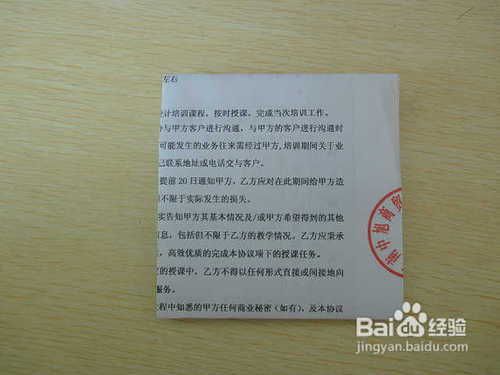 左右
计培训课程,按时授课,完成当次培训工作。
与甲方客户进行沟通,与甲方的客户进行沟通时
可能发生的业务往来需经过甲方,培训期间关于业
己联系地址或电话交与客户。
提前20日通知甲方,乙方应对在此期间给甲方造
不限于实际发生的损失。
实告知甲方其基本情况及/或甲方希望得到的其他
信息,包括但不限于乙方的教学情况。乙方应秉承
,高效优质的完成本协议项下的授课任务。
的授课中,乙方不得以任何形式直接或间接地向
服务。
程中知悉的甲方任何商业秘密(如有),及本协议
中旭商贸
Baidu 经验
jingyan.baidu.com